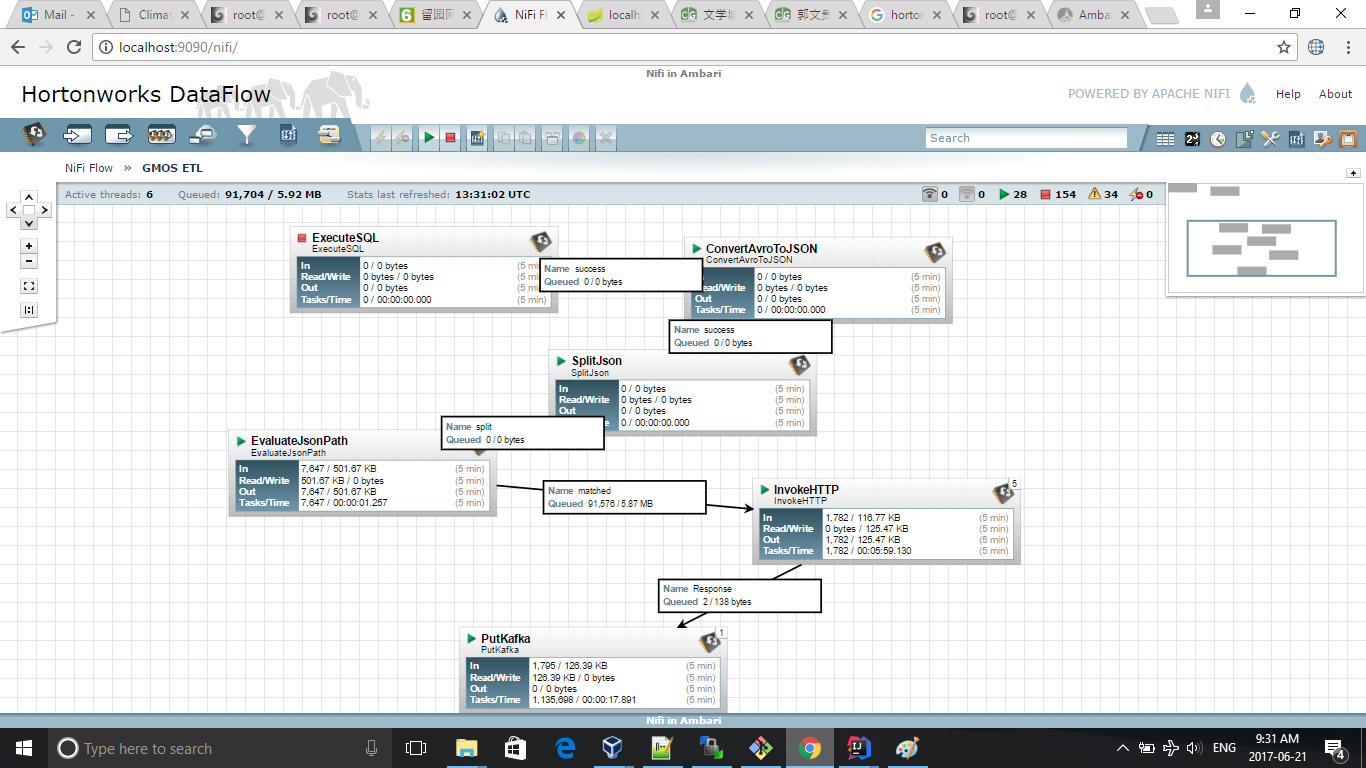 Mail -
Climat
root@
root@
留园网
NiFi Fl
localh
文学城
郭文景
horton
root@
Ambar
localhost:9090/nifi/
Nifi in Ambari
Hortonworks DataFlow
POWERED BY APACHE NIFI
Help
About
Search
NiFi Flow » GMOS ETL
Active threads: 6
Queued: 91,704 / 5.92 MB
Stats last refreshed: 13:31:02 UTC
0
0
28
154
34
0
ExecuteSQL
ExecuteSQL
In 0 / 0 bytes (5 min)
Read/Write 0 bytes / 0 bytes (5 min)
Out 0 / 0 bytes (5 min)
Tasks/Time 0 / 00:00:00.000 (5 min)
Name success
Queued 0 / 0 bytes
ConvertAvroToJSON
ConvertAvroToJSON
0 / 0 bytes (5 min)
ead/Write 0 bytes / 0 bytes (5 min)
Out 0 / 0 bytes (5 min)
Tasks/Time 0 / 00:00:00.000 (5 min)
Name success
Queued 0 / 0 bytes
SplitJson
SplitJson
In 0 / 0 bytes (5 min)
Read/Write 0 bytes / 0 bytes (5 min)
Out 0 / 0 bytes (5 min)
0 / 00:00:00.000 (5 min)
Name split
Queued 0 / 0 bytes
EvaluateJsonPath
EvaluateJsonPath
In 7,647 / 501.67 KB (5 min)
Read/Write 501.67 KB / 0 bytes (5 min)
Out 7,647 / 501.67 KB (5 min)
Tasks/Time 7,647 / 00:00:01.257 (5 min)
Name matched
Queued 91,576 / 5.87 MB
InvokeHTTP 5
InvokeHTTP
In 1,782 / 116.77 KB (5 min)
Read/Write 0 bytes / 125.47 KB (5 min)
Out 1,782 / 125.47 KB (5 min)
Tasks/Time 1,782 / 00:05:59.130 (5 min)
Name Response
Queued 2 / 138 bytes
PutKafka 1
PutKafka
In 1,795 / 126.39 KB (5 min)
Read/Write 126.39 KB / 0 bytes (5 min)
Out 0 / 0 bytes (5 min)
Tasks/Time 1,135,698 / 00:00:17.891 (5 min)
Nifi in Ambari
Type here to search
ENG
9:31 AM
2017-06-21
4